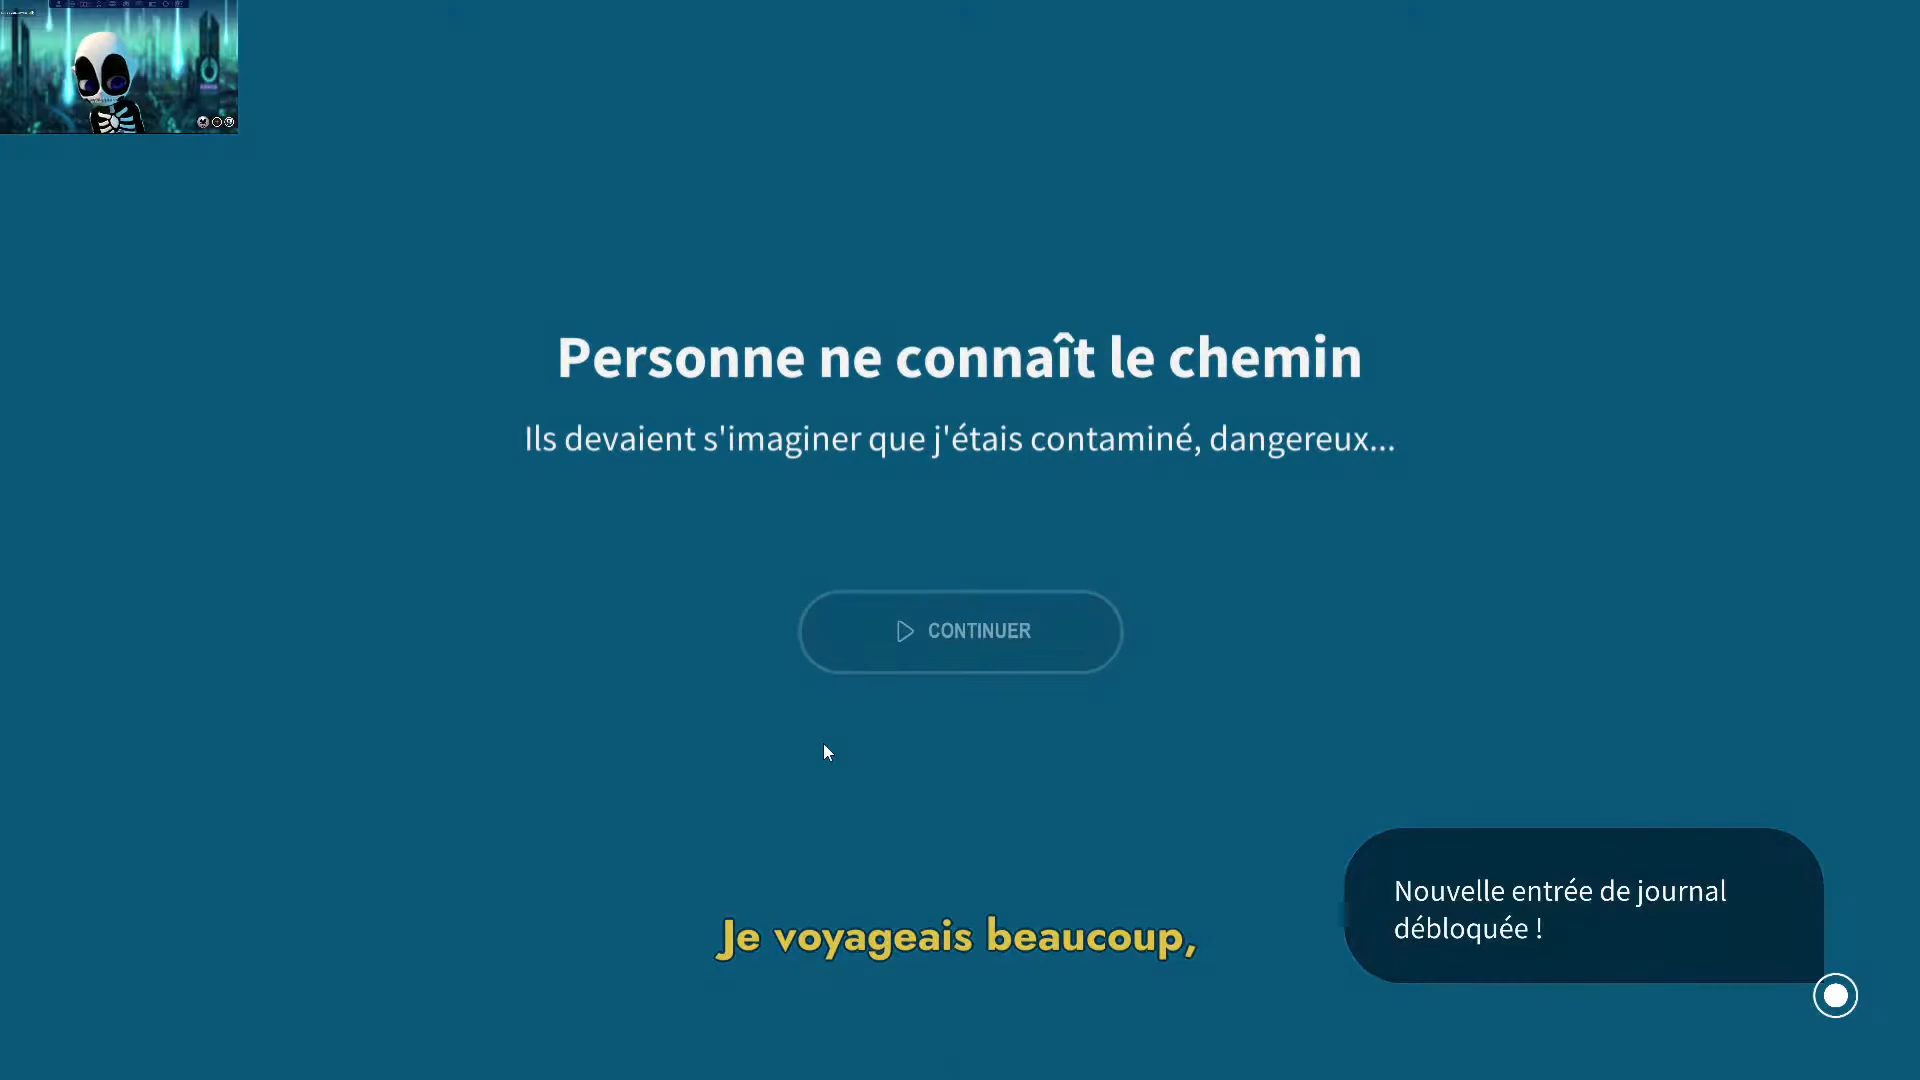 Personne ne connaît le chemin
Ils devaient s'imaginer que j'étais contaminé, dangereux...
CONTINUER
Nouvelle entrée de journal
débloquée !
Je voyageais beaucoup,